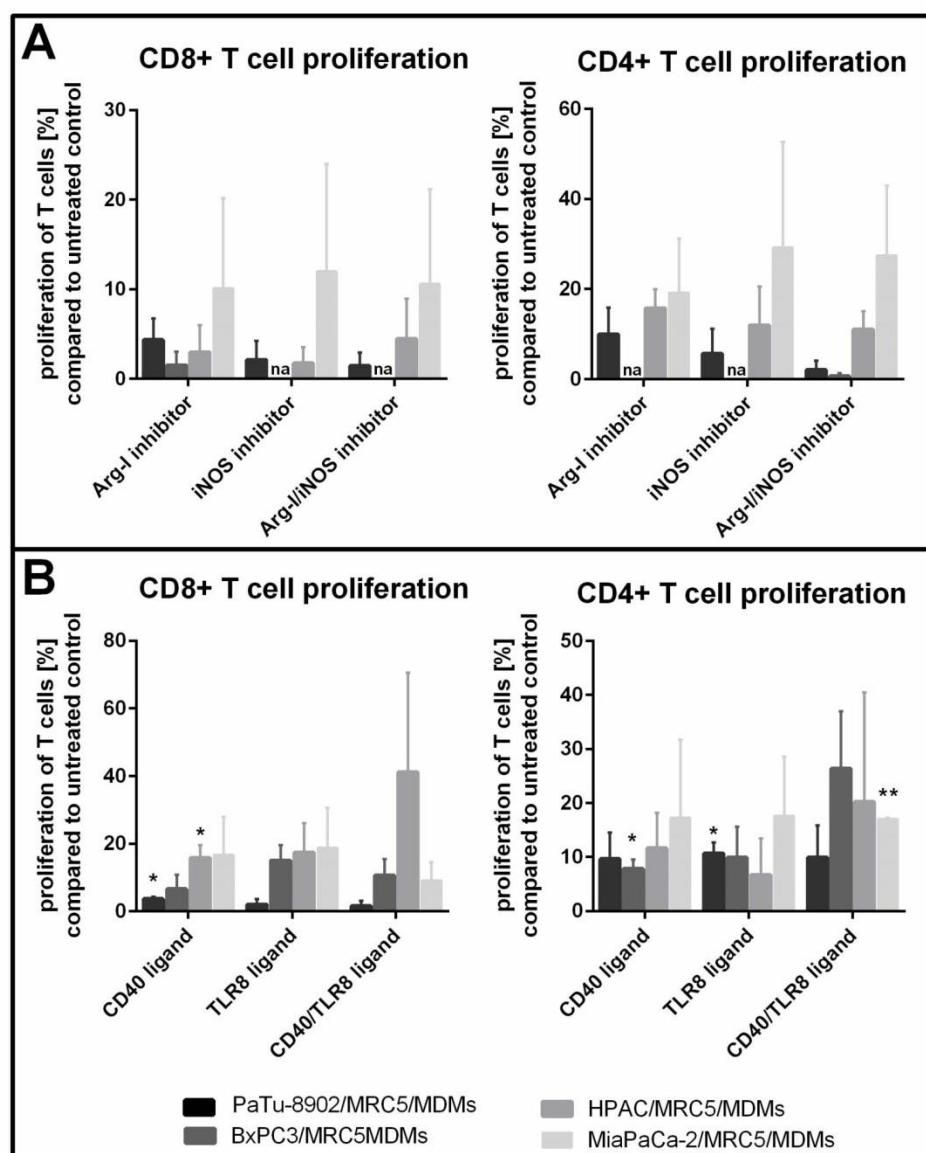 A
CD8+ T cell proliferation
proliferation of T cells [%]
compared to untreated control
30
20
10
0
na
na
Arg-I inhibitor
iNOS inhibitor
Arg-I/iNOS inhibitor
CD4+ T cell proliferation
proliferation of T cells [%]
compared to untreated control
60
40
20
0
na
na
Arg-I inhibitor
iNOS inhibitor
Arg-I/iNOS inhibitor
B
CD8+ T cell proliferation
proliferation of T cells [%]
compared to untreated control
80
60
40
20
0
*
*
CD40 ligand
TLR8 ligand
CD40/TLR8 ligand
CD4+ T cell proliferation
proliferation of T cells [%]
compared to untreated control
50
40
30
20
10
0
*
*
**
CD40 ligand
TLR8 ligand
CD40/TLR8 ligand
PaTu-8902/MRC5/MDMs
HPAC/MRC5/MDMs
BxPC3/MRC5MDMs
MiaPaCa-2/MRC5/MDMs